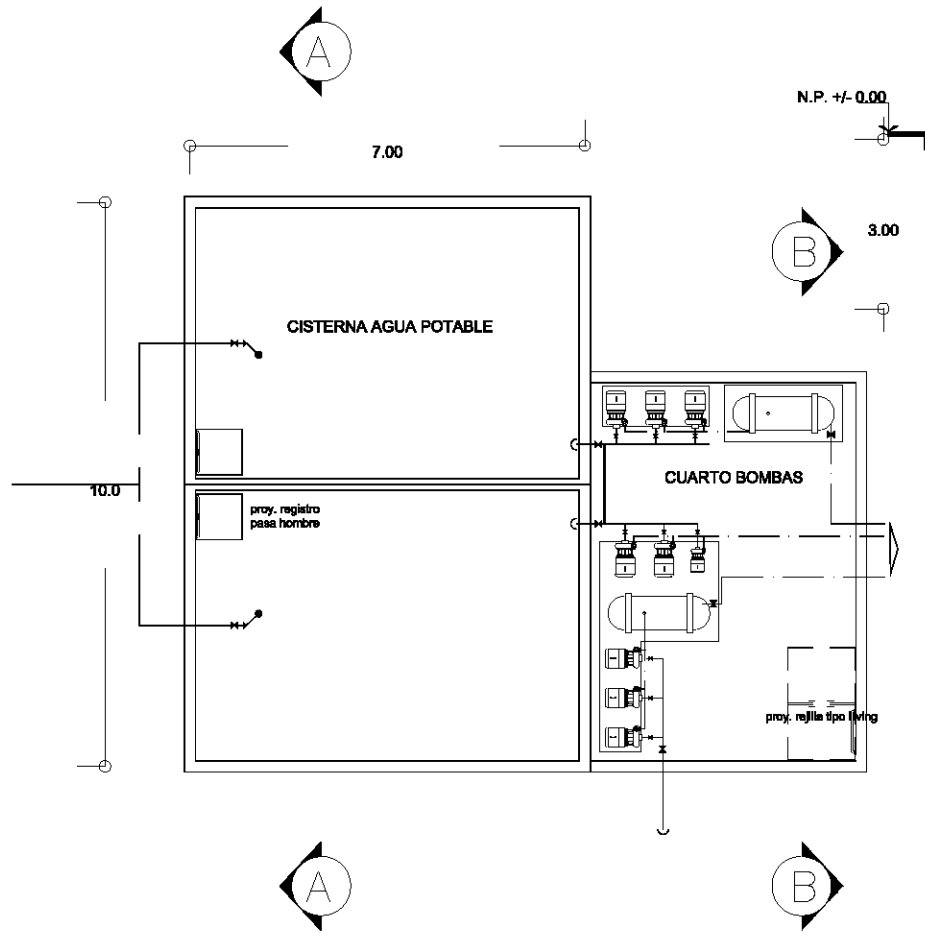 A
N.P. +/- 0.00
7.00
B
3.00
CISTERNA AGUA POTABLE
CUARTO BOMBAS
10.0
proy. registro
pasa hombre
proy. rejilla tipo living
A
B